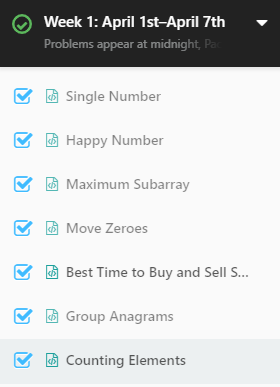 Week 1: April 1st–April 7th
Problems appear at midnight, Pac
Single Number
Happy Number
Maximum Subarray
Move Zeroes
Best Time to Buy and Sell S...
Group Anagrams
Counting Elements